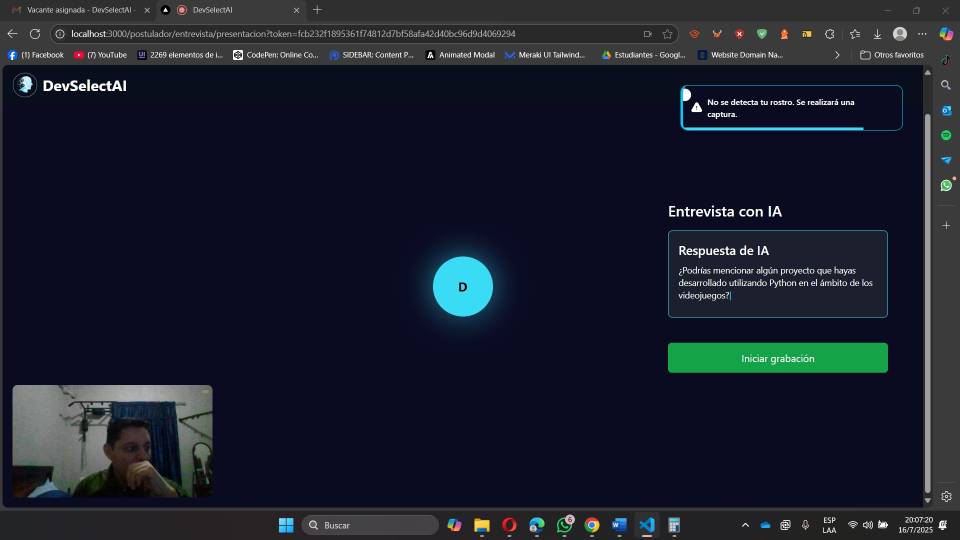 Vacante asignada - DevSelectAI -
DevSelectAI
localhost:3000/postulador/entrevista/presentacion?token=fcb232f1895361f74812d7bf58afa42d40bc96d9d4069294
(1) Facebook
(7) YouTube
2269 elementos de i...
CodePen: Online Co...
SIDEBAR: Content P...
Animated Modal
Meraki UI Tailwind...
Estudiantes - Googl...
Website Domain Na...
Otros favoritos
DevSelectAI
No se detecta tu rostro. Se realizará una
captura.
Entrevista con IA
Respuesta de IA
¿Podrías mencionar algún proyecto que hayas
desarrollado utilizando Python en el ámbito de los
videojuegos?
D
Iniciar grabación
Buscar
6
ESP
LAA
20:07:20
16/7/2025